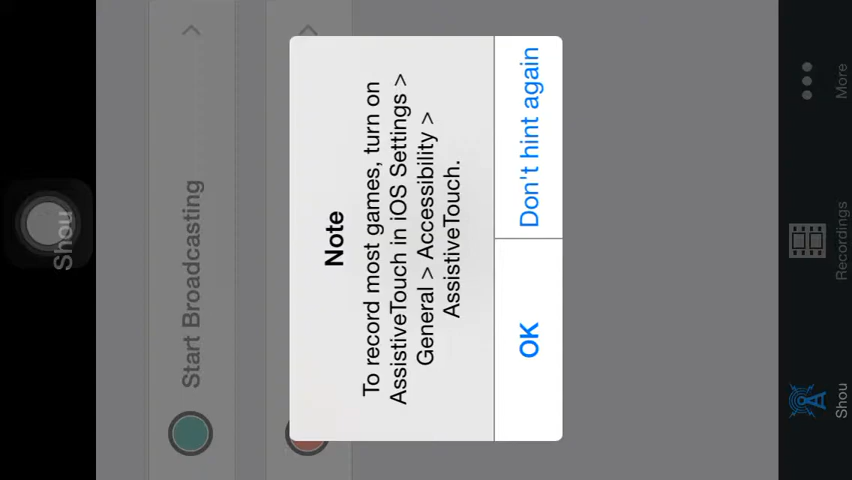 Shou
Start Broadcasting
Note
To record most games, turn on
AssistiveTouch in iOS Settings >
General > Accessibility >
AssistiveTouch.
OK
Don't hint again
Shou
Recordings
More